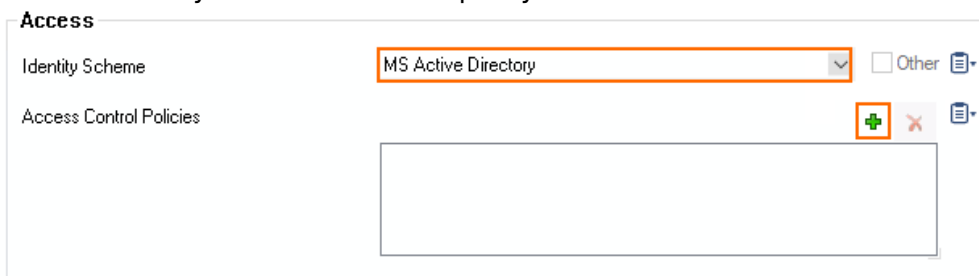 Access
Identity Scheme MS Active Directory Other
Access Control Policies